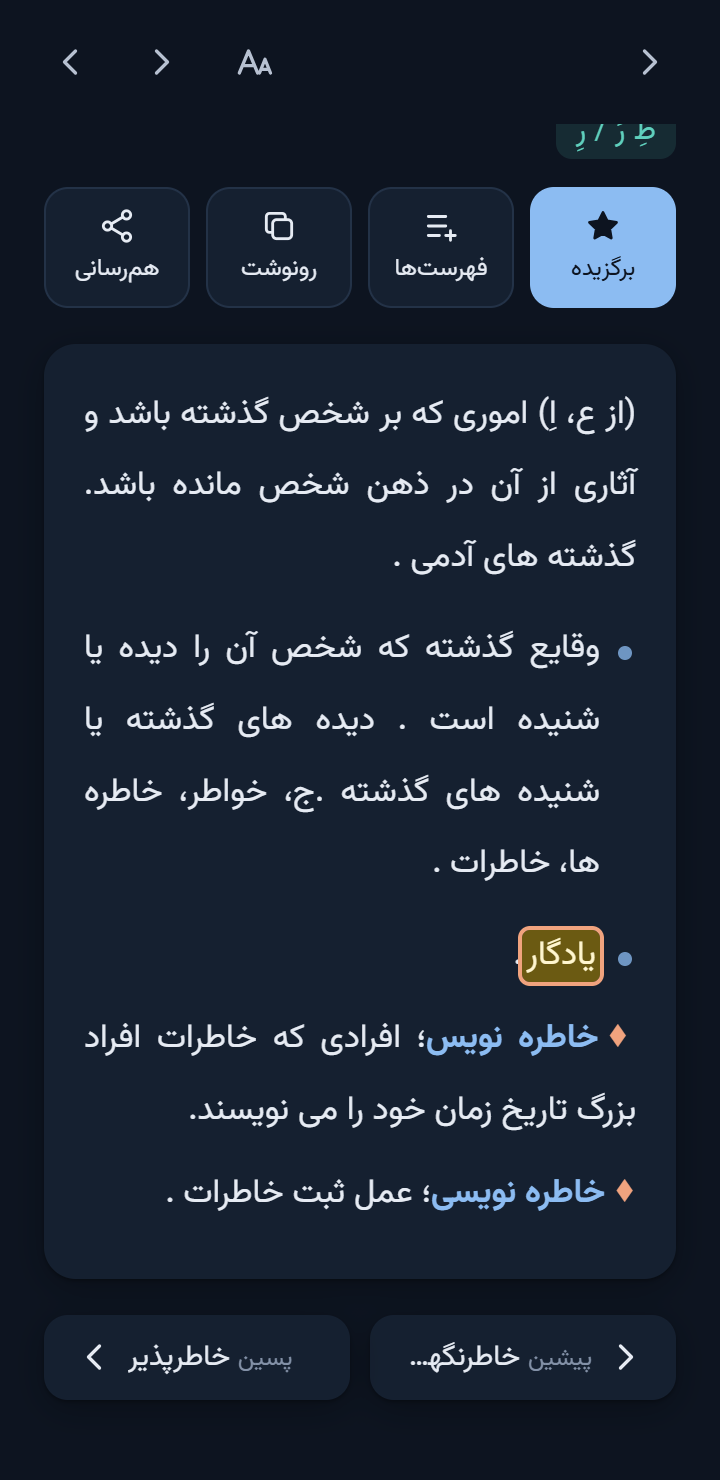 AA
طِ رَ / رِ
برگزیده
فهرست‌ها
رونوشت
هم‌رسانی
(از ع، اِ) اموری که بر شخص گذشته باشد و
آثاری از آن در ذهن شخص مانده باشد.
گذشته های آدمی .
وقایع گذشته که شخص آن را دیده یا
شنیده است . دیده های گذشته یا
شنیده های گذشته .ج، خواطر، خاطره
ها، خاطرات .
یادگار.
خاطره نویس؛ افرادی که خاطرات افراد
بزرگ تاریخ زمان خود را می نویسند.
خاطره نویسی؛ عمل ثبت خاطرات .
پیشین خاطرنگه...
پسین خاطرپذیر